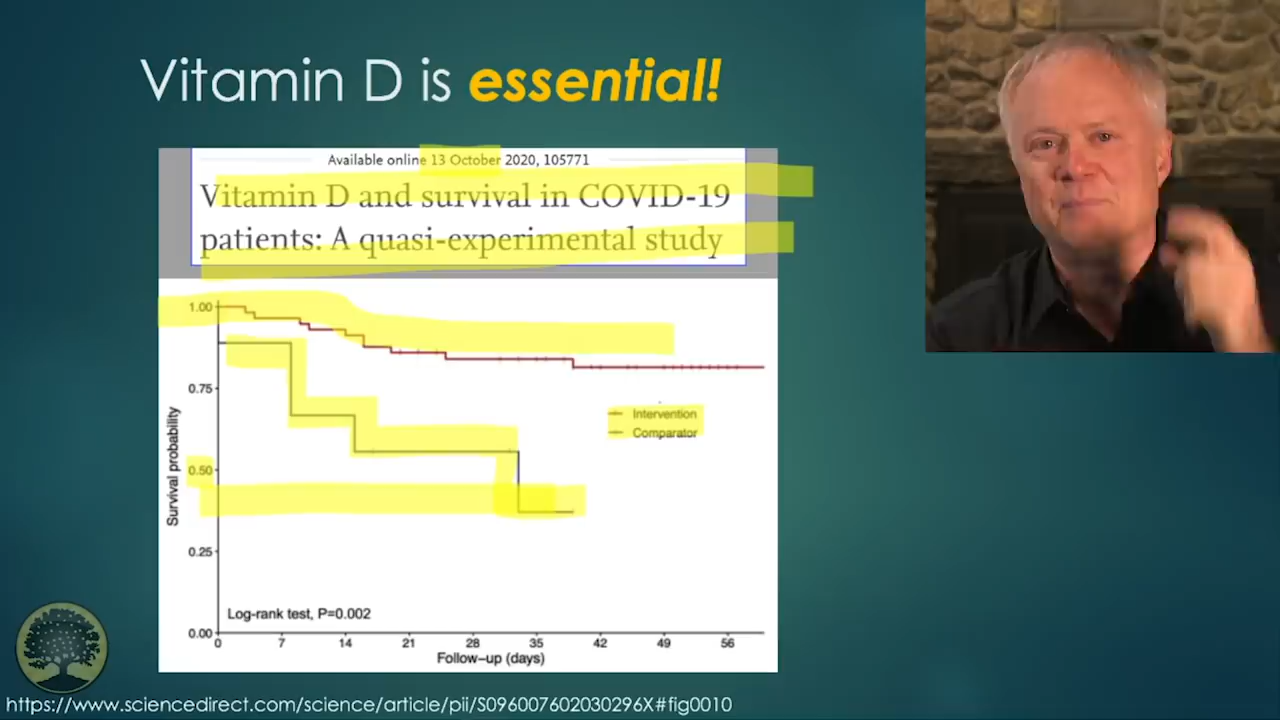 Vitamin D is essential!
Available online 13 October 2020, 105771
Vitamin D and survival in COVID-19
patients: A quasi-experimental study
1.00
0.75
0.50
0.25
0.00
Survival probability
Intervention
Comparator
Log-rank test, P=0.002
0 7 14 21 28 35 42 49 56
Follow-up (days)
https://www.sciencedirect.com/science/article/pii/S096007602030296X#fig0010